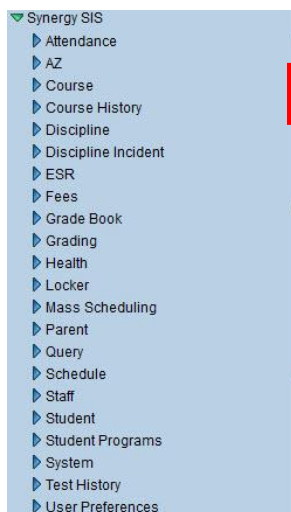 Synergy SIS
Attendance
AZ
Course
Course History
Discipline
Discipline Incident
ESR
Fees
Grade Book
Grading
Health
Locker
Mass Scheduling
Parent
Query
Schedule
Staff
Student
Student Programs
System
Test History
User Preferences